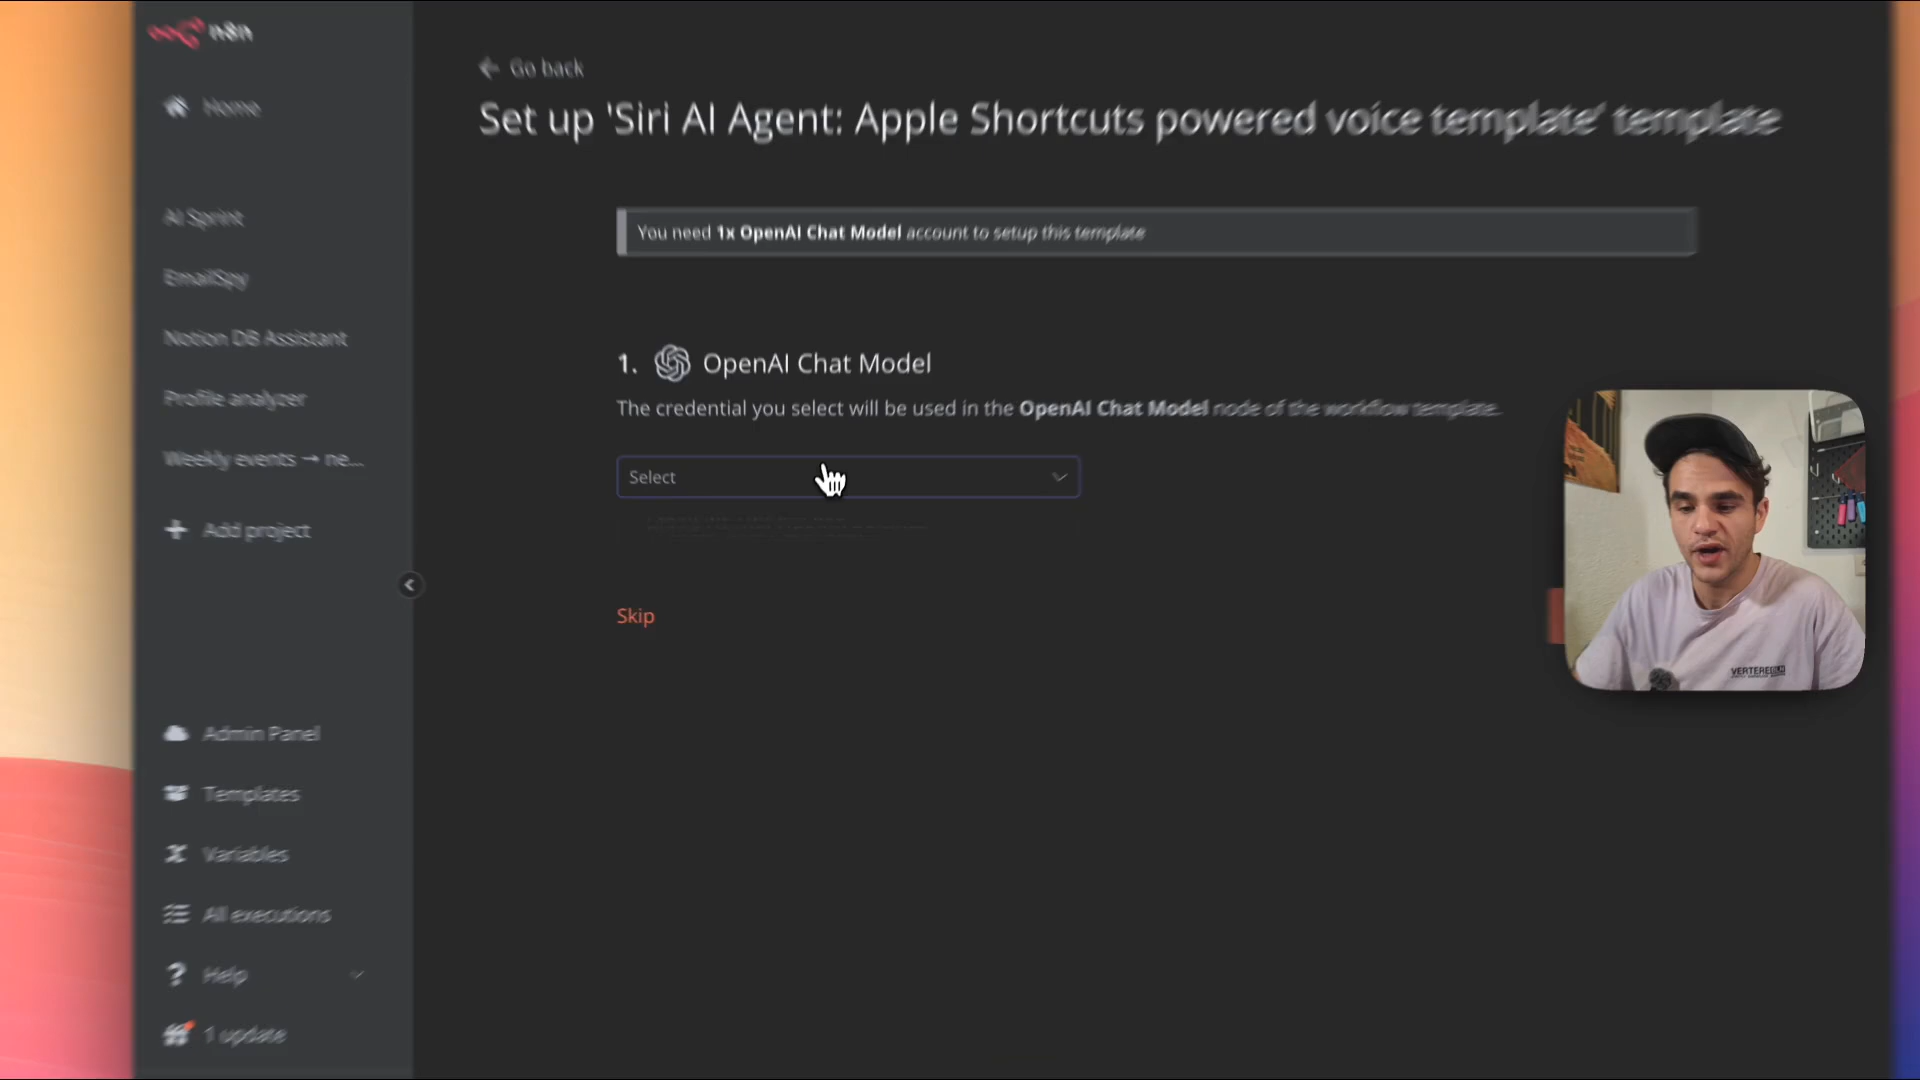 n8n
Home
AI Sprint
EmailSpy
Notion DB Assistant
Profile analyzer
Weekly events → ne...
Add project
Admin Panel
Templates
Variables
All executions
Help
1 update
Go back
Set up 'Siri AI Agent: Apple Shortcuts powered voice template' template
You need 1x OpenAI Chat Model account to setup this template
1. OpenAI Chat Model
The credential you select will be used in the OpenAI Chat Model node of the workflow template.
Select
Skip
VERTERE